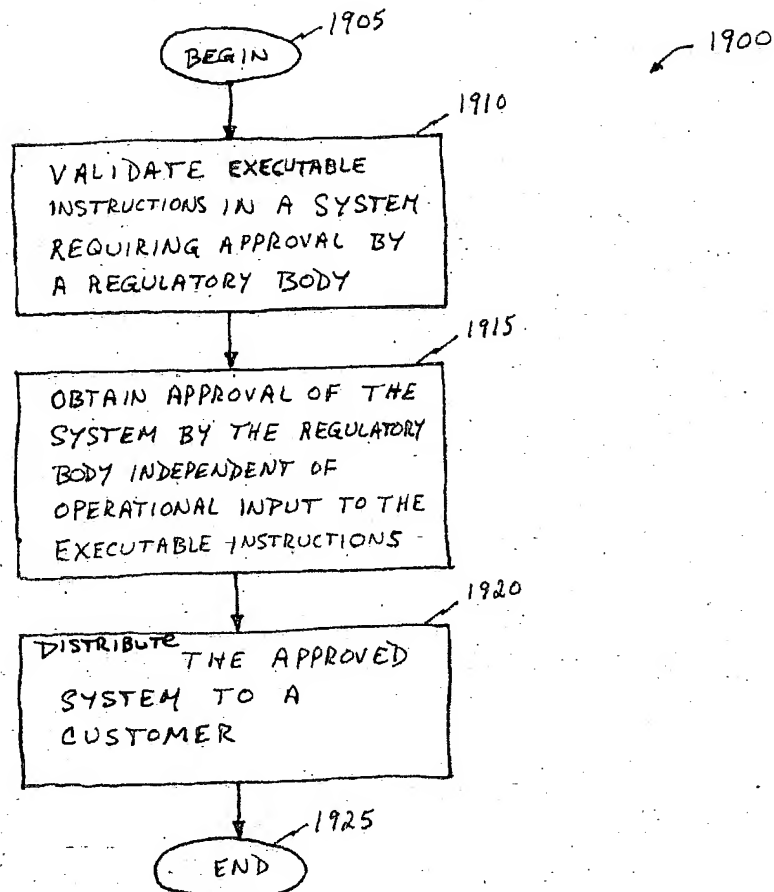 1905
BEGIN
1900
1910
VALIDATE EXECUTABLE
INSTRUCTIONS IN A SYSTEM
REQUIRING APPROVAL BY
A REGULATORY BODY
1915
OBTAIN APPROVAL OF THE
SYSTEM BY THE REGULATORY
BODY INDEPENDENT OF
OPERATIONAL INPUT TO THE
EXECUTABLE INSTRUCTIONS
1920
DISTRIBUTE THE APPROVED
SYSTEM TO A
CUSTOMER
1925
END